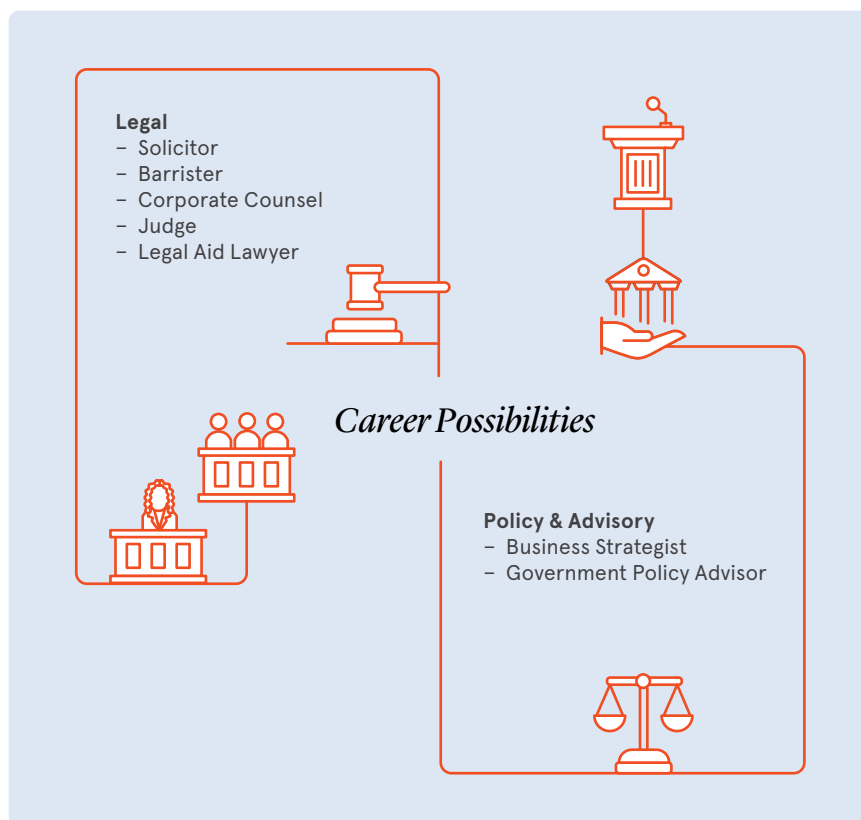 Legal
– Solicitor
– Barrister
– Corporate Counsel
– Judge
– Legal Aid Lawyer
Career Possibilities
Policy & Advisory
– Business Strategist
– Government Policy Advisor